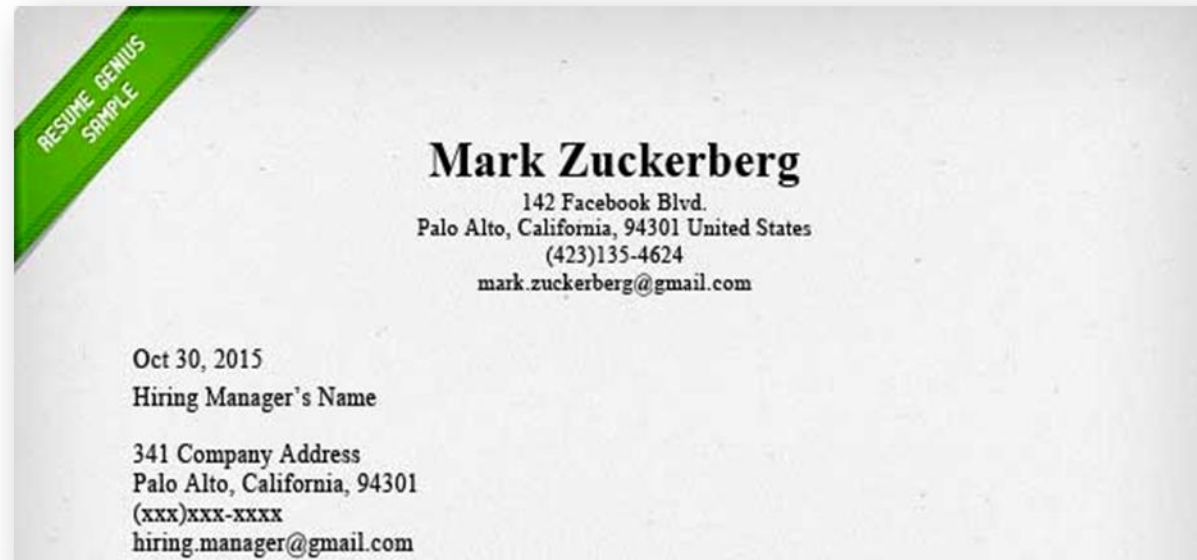 RESUME GENIUS
SAMPLE
Mark Zuckerberg
142 Facebook Blvd.
Palo Alto, California, 94301 United States
(423)135-4624
mark.zuckerberg@gmail.com
Oct 30, 2015
Hiring Manager’s Name
341 Company Address
Palo Alto, California, 94301
(xxx)xxx-xxxx
hiring.manager@gmail.com